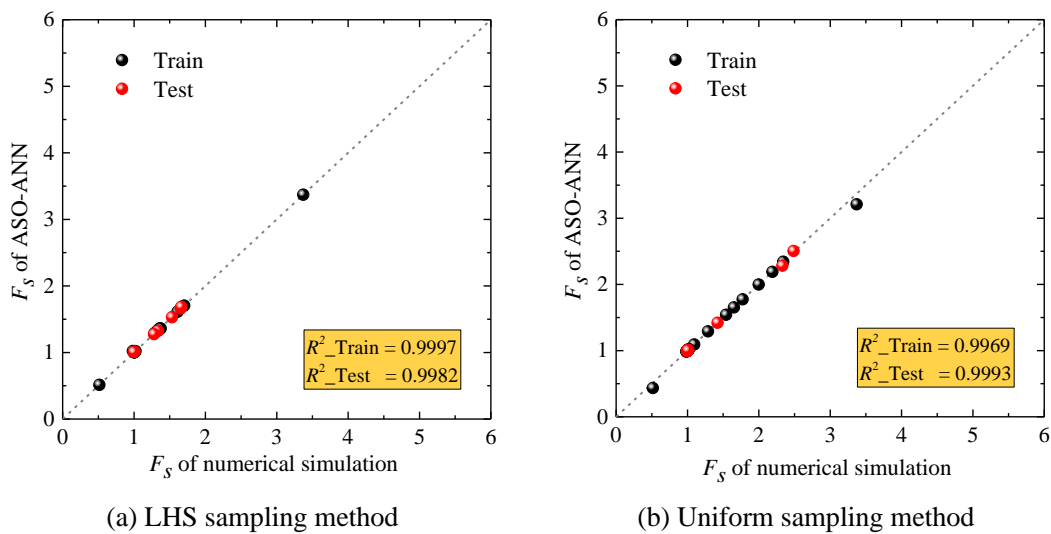 6
5
4
3
2
1
0
0 1 2 3 4 5 6
F_S of ASO-ANN
F_S of numerical simulation
Train
Test
R²_Train = 0.9997
R²_Test = 0.9982
(a) LHS sampling method
6
5
4
3
2
1
0
0 1 2 3 4 5 6
F_S of ASO-ANN
F_S of numerical simulation
Train
Test
R²_Train = 0.9969
R²_Test = 0.9993
(b) Uniform sampling method